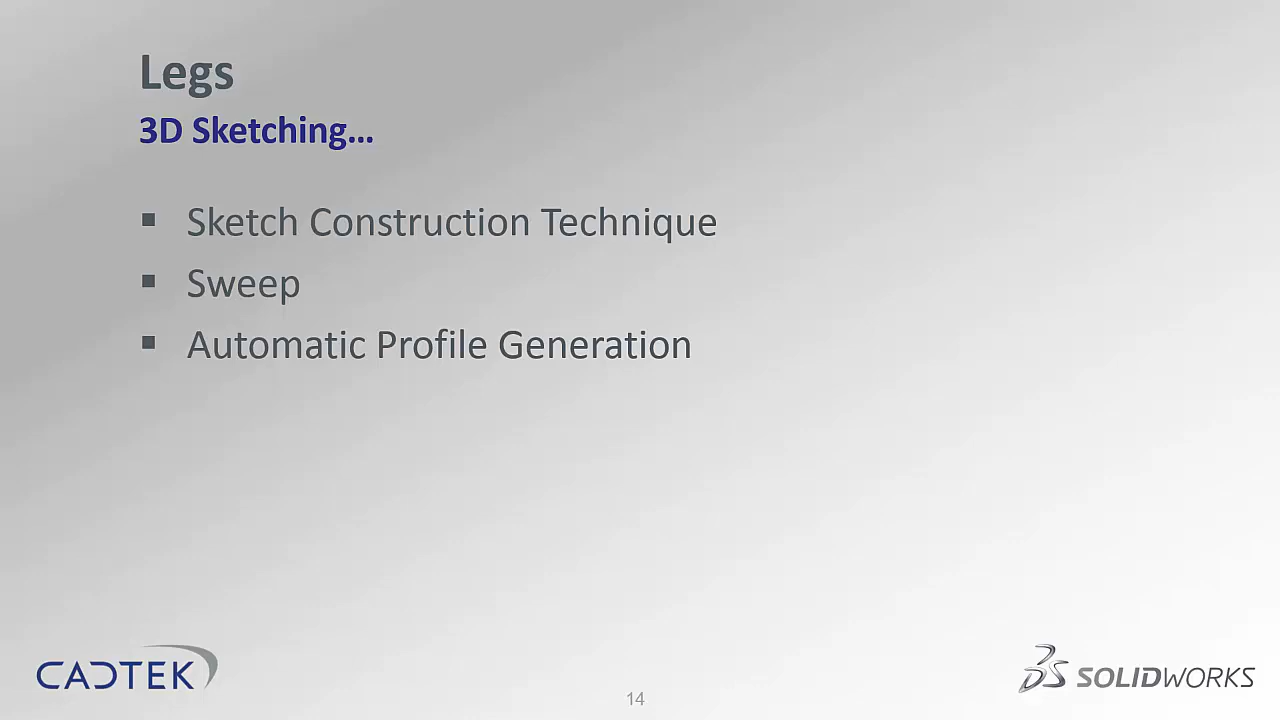 Legs
3D Sketching...
▪ Sketch Construction Technique
▪ Sweep
▪ Automatic Profile Generation
CADTEK
14
SOLIDWORKS